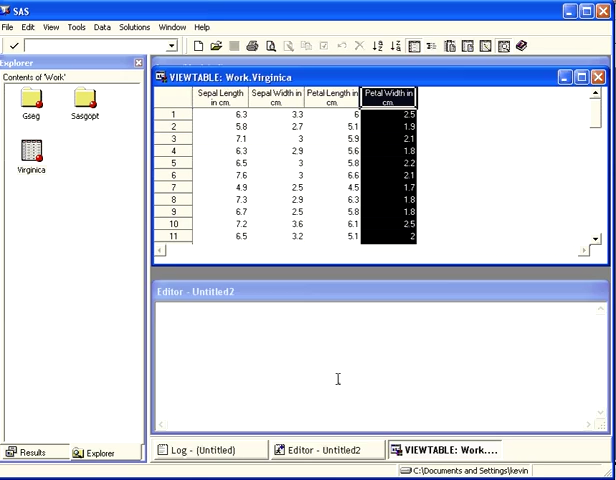 SAS
File Edit View Tools Data Solutions Window Help
Explorer
Contents of 'Work'
Gseg Sasgopt
Virginica
VIEWTABLE: Work.Virginica
Sepal Length in cm. Sepal Width in cm. Petal Length in cm. Petal Width in cm.
1 6.3 3.3 6 2.5
2 5.8 2.7 5.1 1.9
3 7.1 3 5.9 2.1
4 6.3 2.9 5.6 1.8
5 6.5 3 5.8 2.2
6 7.6 3 6.6 2.1
7 4.9 2.5 4.5 1.7
8 7.3 2.9 6.3 1.8
9 6.7 2.5 5.8 1.8
10 7.2 3.6 6.1 2.5
11 6.5 3.2 5.1 2
Editor - Untitled2
Results Explorer
Log - (Untitled) Editor - Untitled2 VIEWTABLE: Work....
C:\Documents and Settings\kevin